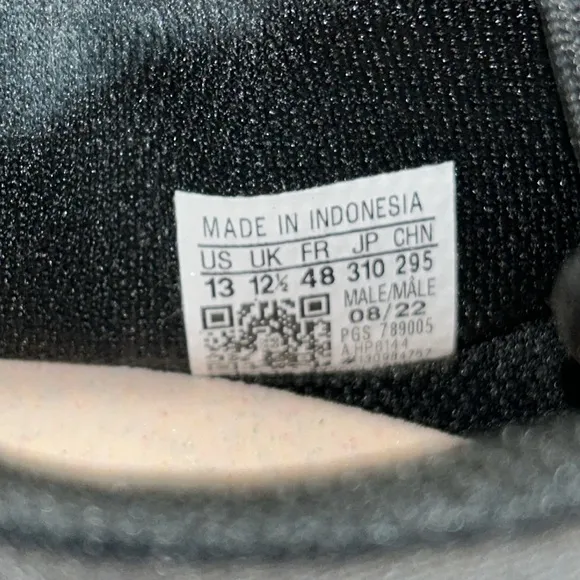 MADE IN INDONESIA
US UK FR JP CHN
13 12½ 48 310 295
MALE/MÂLE
08/22
PGS 789005